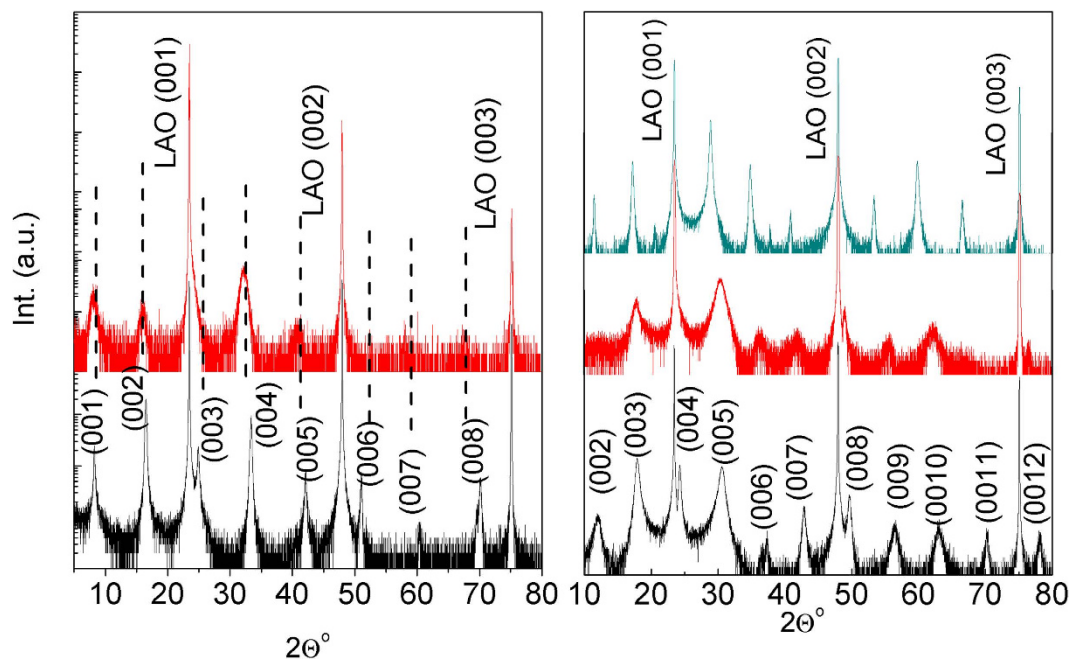 Int. (a.u.)
LAO (001)
LAO (002)
LAO (003)
(001)
(002)
(003)
(004)
(005)
(006)
(007)
(008)
10 20 30 40 50 60 70 80
2Θ°
LAO (001)
LAO (002)
LAO (003)
(002)
(003)
(004)
(005)
(006)
(007)
(008)
(009)
(0010)
(0011)
(0012)
10 20 30 40 50 60 70 80
2Θ°